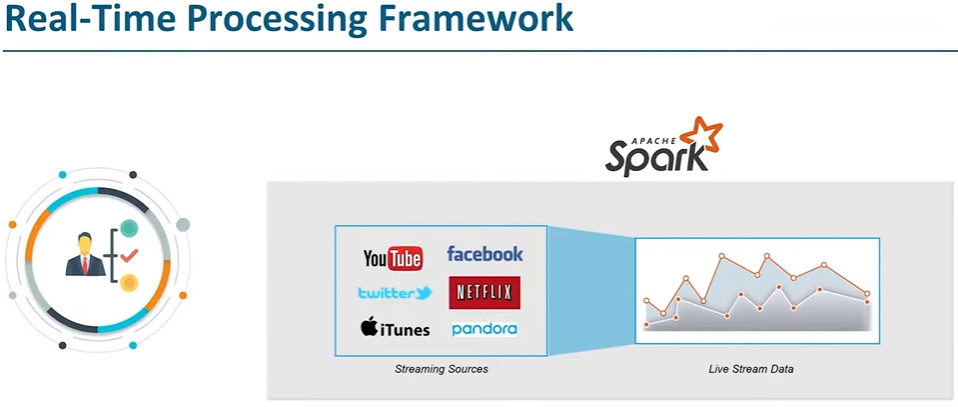 Real-Time Processing Framework
APACHE
Spark
YouTube facebook
twitter NETFLIX
iTunes pandora
Streaming Sources Live Stream Data